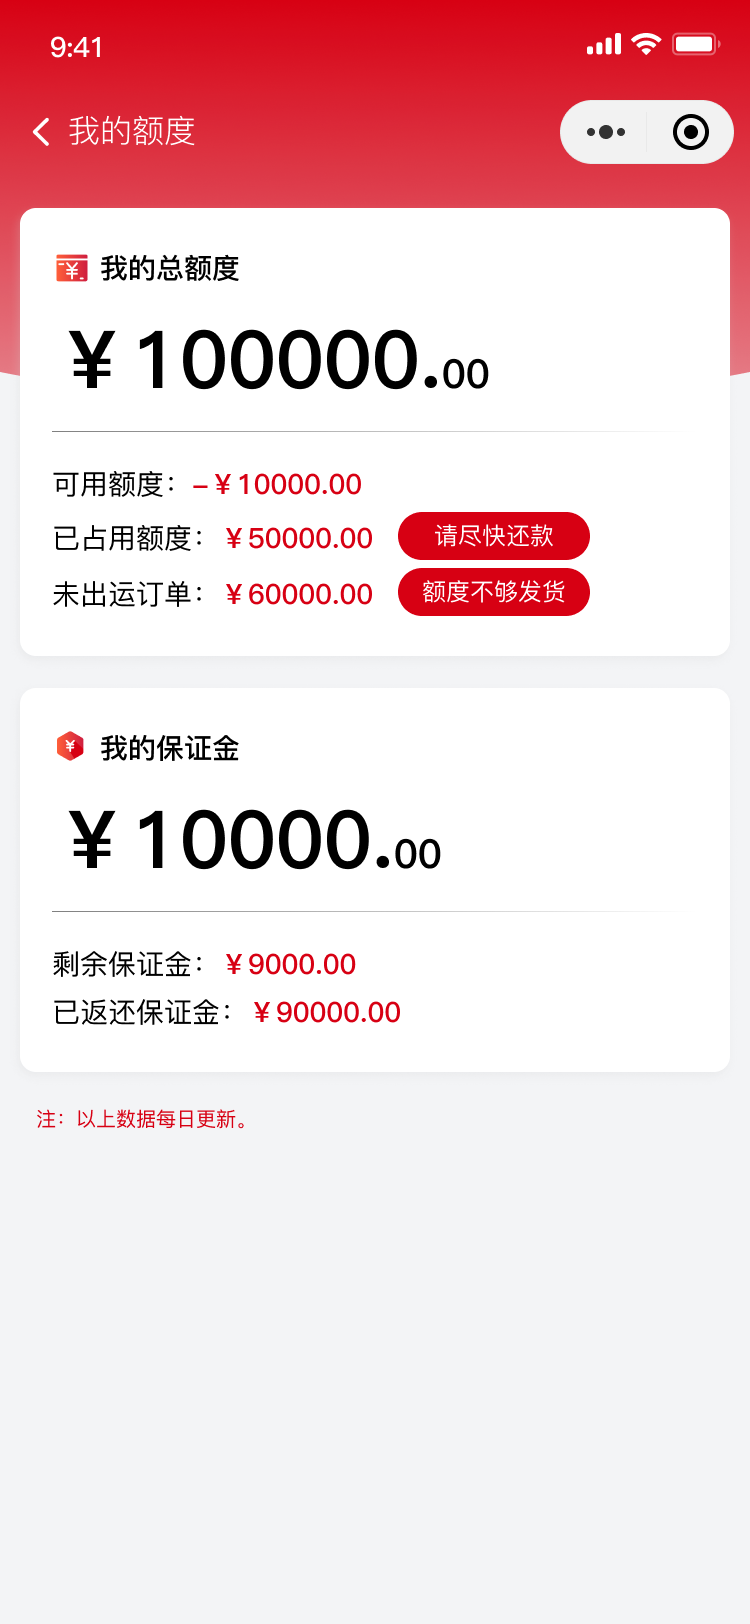 9:41
我的额度
我的总额度
¥ 100000.00
可用额度：-¥10000.00
已占用额度：¥50000.00 请尽快还款
未出运订单：¥60000.00 额度不够发货
我的保证金
¥ 10000.00
剩余保证金：¥9000.00
已返还保证金：¥90000.00
注：以上数据每日更新。